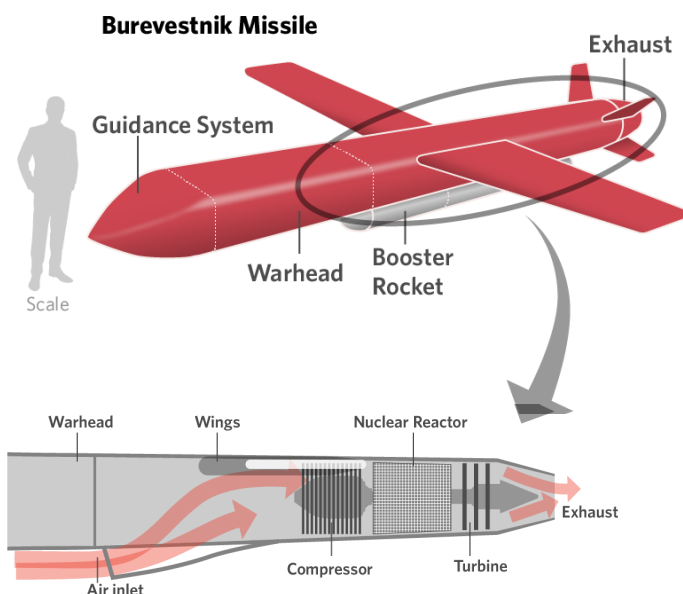 Burevestnik Missile
Exhaust
Guidance System
Warhead
Booster
Rocket
Scale
Warhead
Wings
Nuclear Reactor
Exhaust
Compressor
Turbine
Air inlet